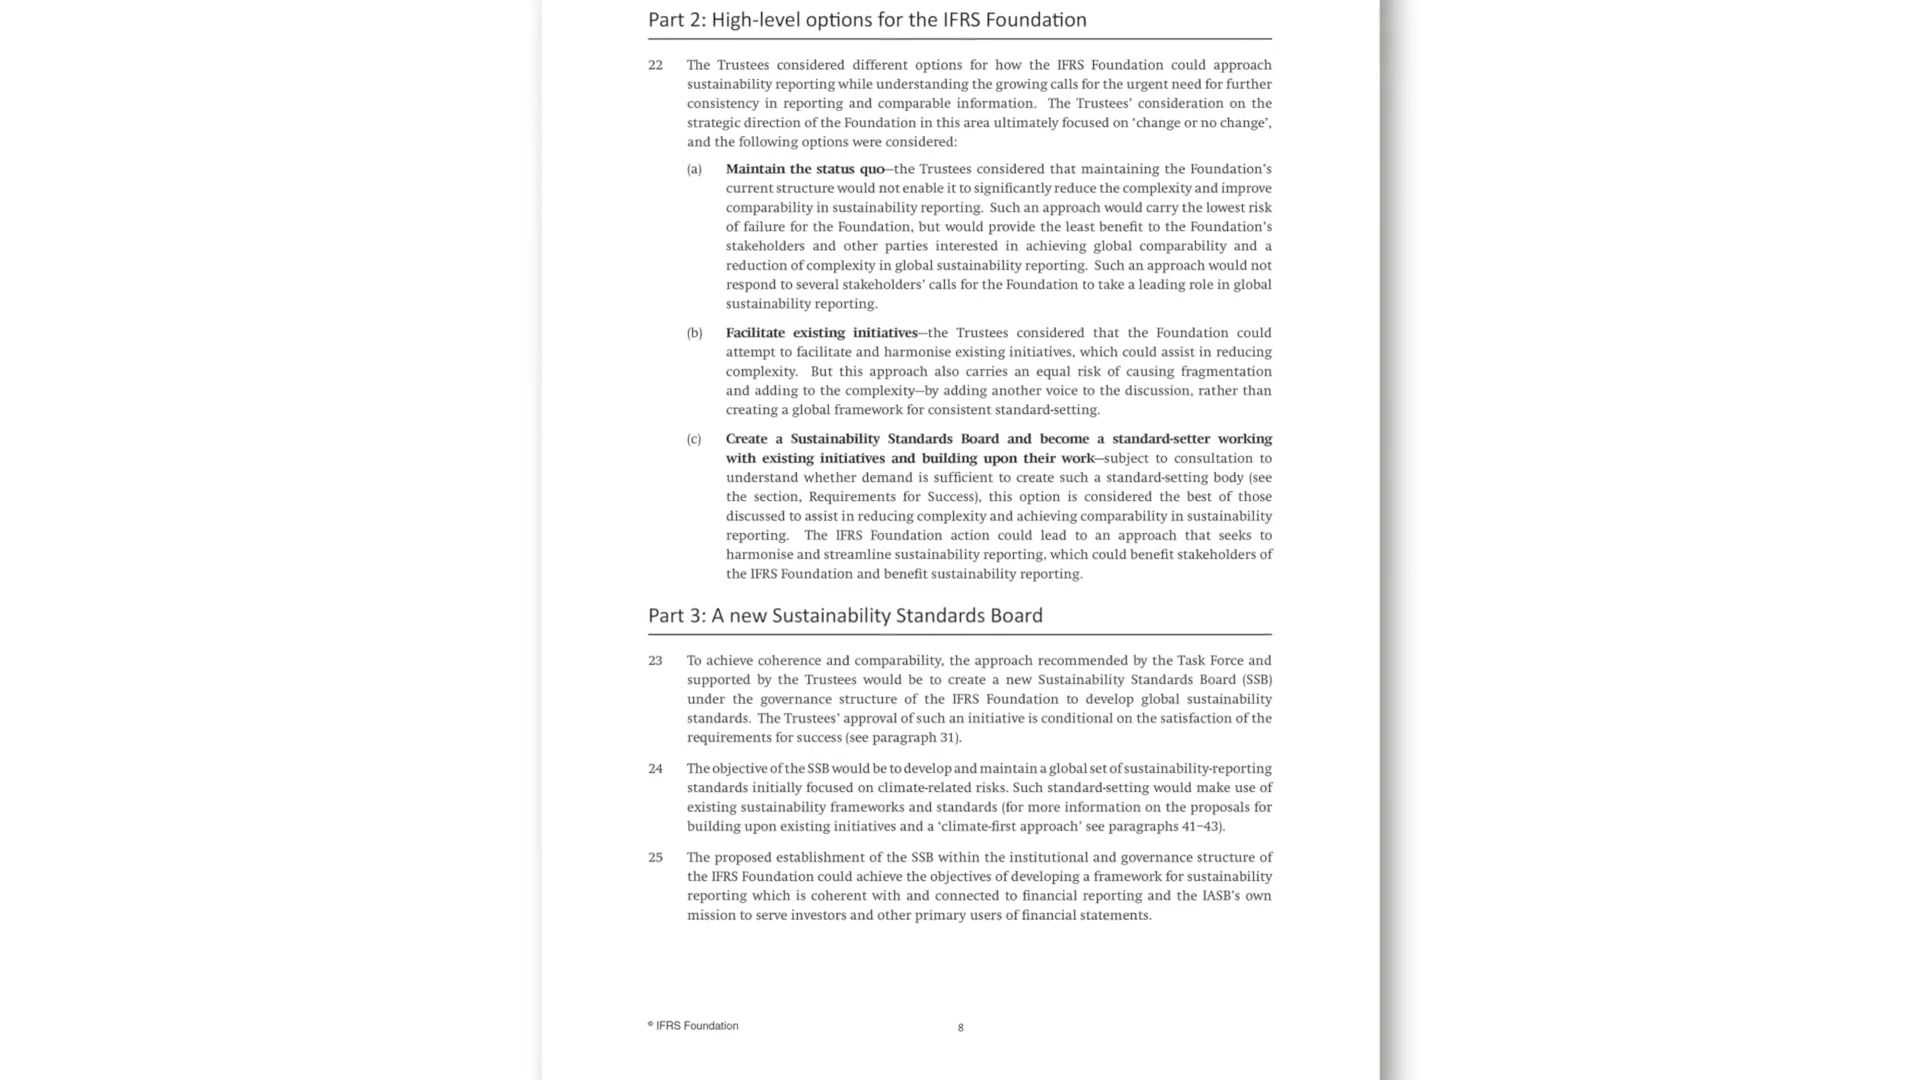 Part 2: High-level options for the IFRS Foundation
22 The Trustees considered different options for how the IFRS Foundation could approach
sustainability reporting while understanding the growing calls for the urgent need for further
consistency in reporting and comparable information. The Trustees' consideration on the
strategic direction of the Foundation in this area ultimately focused on 'change or no change',
and the following options were considered:
(a) Maintain the status quo—the Trustees considered that maintaining the Foundation's
current structure would not enable it to significantly reduce the complexity and improve
comparability in sustainability reporting. Such an approach would carry the lowest risk
of failure for the Foundation, but would provide the least benefit to the Foundation's
stakeholders and other parties interested in achieving global comparability and a
reduction of complexity in global sustainability reporting. Such an approach would not
respond to several stakeholders' calls for the Foundation to take a leading role in global
sustainability reporting.
(b) Facilitate existing initiatives—the Trustees considered that the Foundation could
attempt to facilitate and harmonise existing initiatives, which could assist in reducing
complexity. But this approach also carries an equal risk of causing fragmentation
and adding to the complexity—by adding another voice to the discussion, rather than
creating a global framework for consistent standard-setting.
(c) Create a Sustainability Standards Board and become a standard-setter working
with existing initiatives and building upon their work—subject to consultation to
understand whether demand is sufficient to create such a standard-setting body (see
the section, Requirements for Success), this option is considered the best of those
discussed to assist in reducing complexity and achieving comparability in sustainability
reporting. The IFRS Foundation action could lead to an approach that seeks to
harmonise and streamline sustainability reporting, which could benefit stakeholders of
the IFRS Foundation and benefit sustainability reporting.
Part 3: A new Sustainability Standards Board
23 To achieve coherence and comparability, the approach recommended by the Task Force and
supported by the Trustees would be to create a new Sustainability Standards Board (SSB)
under the governance structure of the IFRS Foundation to develop global sustainability
standards. The Trustees' approval of such an initiative is conditional on the satisfaction of the
requirements for success (see paragraph 31).
24 The objective of the SSB would be to develop and maintain a global set of sustainability-reporting
standards initially focused on climate-related risks. Such standard-setting would make use of
existing sustainability frameworks and standards (for more information on the proposals for
building upon existing initiatives and a 'climate-first approach' see paragraphs 41–43).
25 The proposed establishment of the SSB within the institutional and governance structure of
the IFRS Foundation could achieve the objectives of developing a framework for sustainability
reporting which is coherent with and connected to financial reporting and the IASB's own
mission to serve investors and other primary users of financial statements.
© IFRS Foundation 8